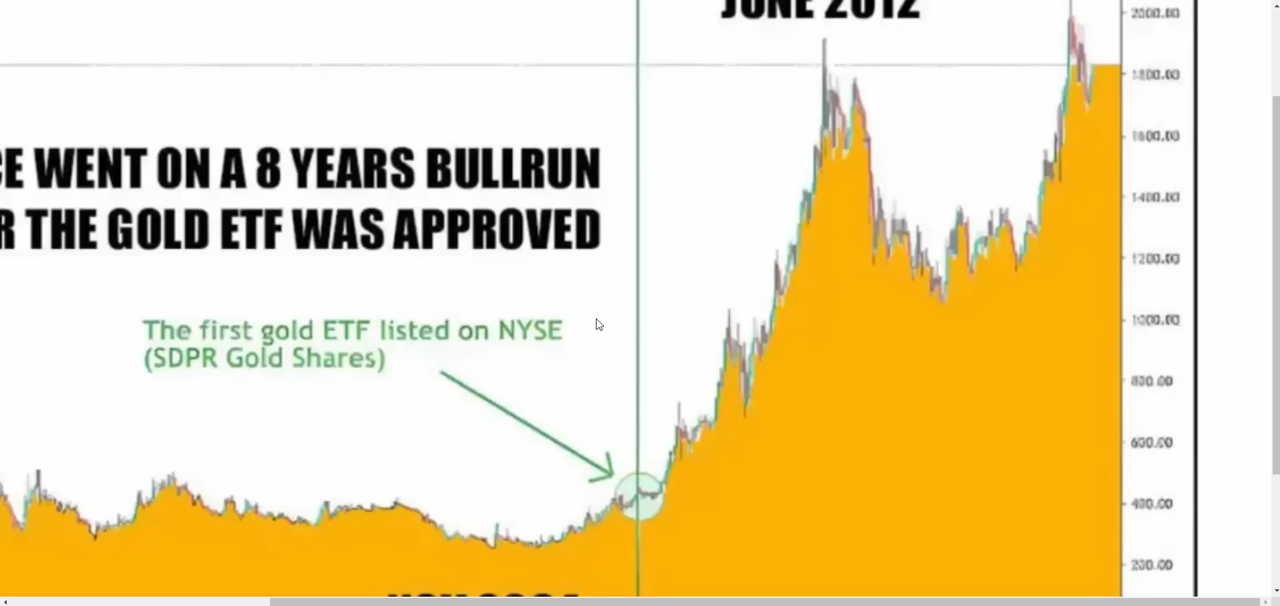 JUNE 2012
2000.00
1800.00
CE WENT ON A 8 YEARS BULLRUN
1600.00
R THE GOLD ETF WAS APPROVED
1400.00
1200.00
The first gold ETF listed on NYSE
1000.00
(SDPR Gold Shares)
800.00
600.00
400.00
200.00